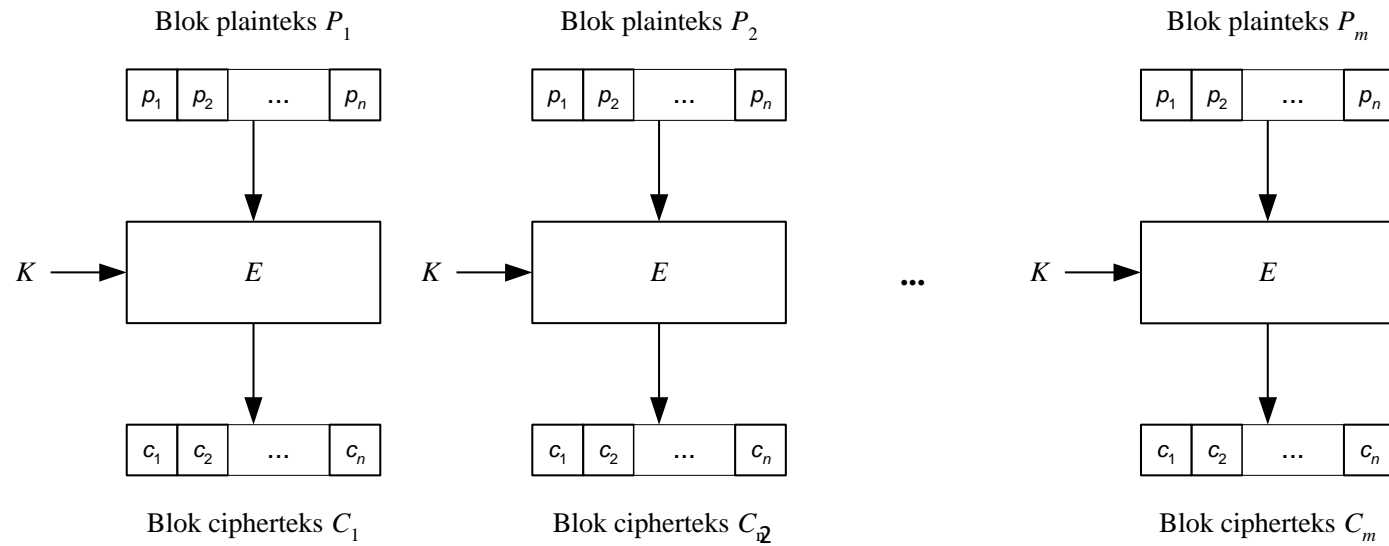 Blok plainteks P₁ Blok plainteks P₂ Blok plainteks Pₘ
p₁ p₂ ... pₙ p₁ p₂ ... pₙ p₁ p₂ ... pₙ
K E K E ... K E
c₁ c₂ ... cₙ c₁ c₂ ... cₙ c₁ c₂ ... cₙ
Blok cipherteks C₁ Blok cipherteks C₂ Blok cipherteks Cₘ